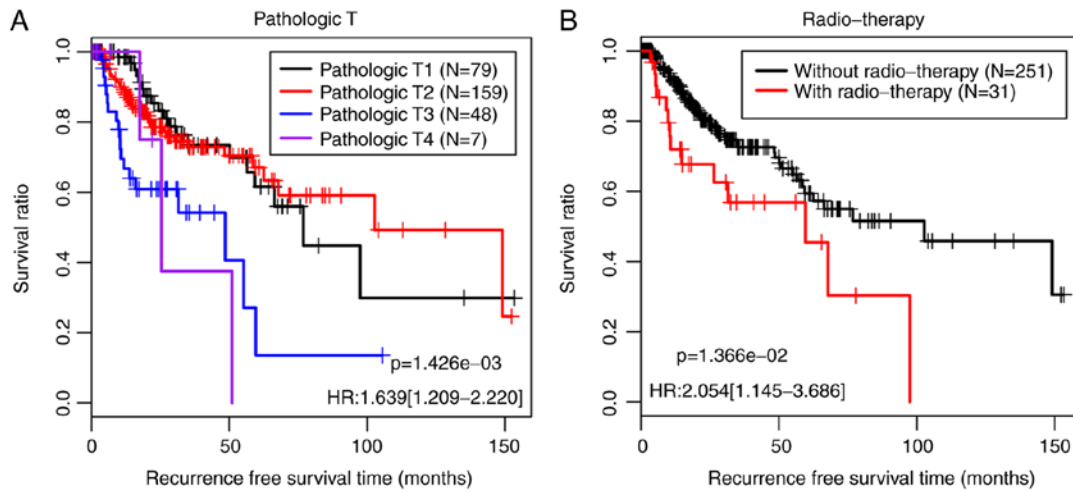 A
Pathologic T
Survival ratio
1.0
0.8
0.6
0.4
0.2
0.0
Pathologic T1 (N=79)
Pathologic T2 (N=159)
Pathologic T3 (N=48)
Pathologic T4 (N=7)
p=1.426e−03
HR:1.639[1.209−2.220]
0 50 100 150
Recurrence free survival time (months)
B
Radio−therapy
Survival ratio
1.0
0.8
0.6
0.4
0.2
0.0
Without radio−therapy (N=251)
With radio−therapy (N=31)
p=1.366e−02
HR:2.054[1.145−3.686]
0 50 100 150
Recurrence free survival time (months)